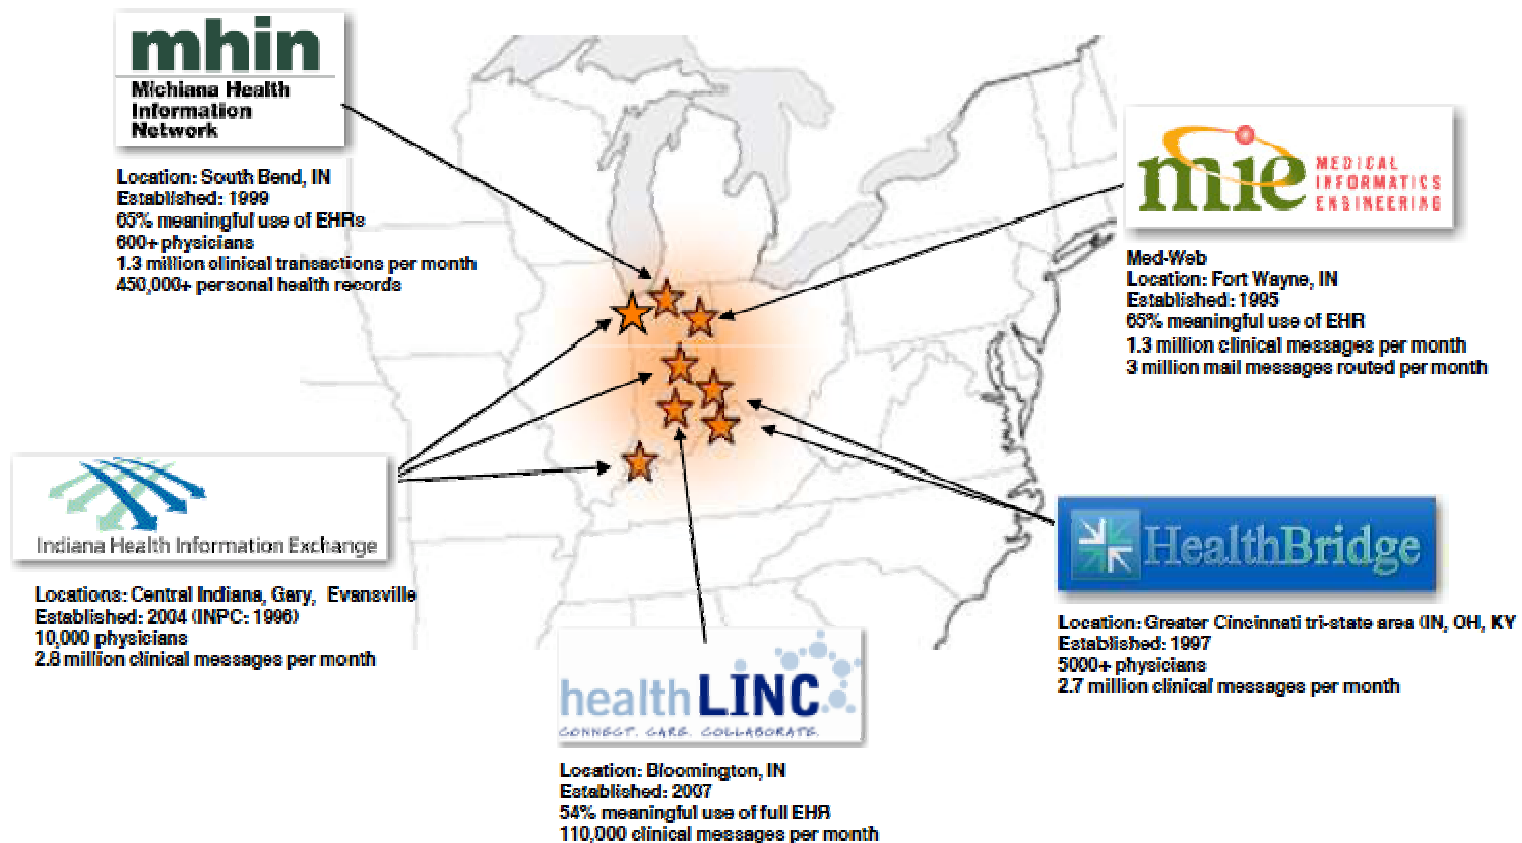 mhin
Michiana Health
Information
Network
Location: South Bend, IN
Established: 1999
65% meaningful use of EHRs
600+ physicians
1.3 million clinical transactions per month
450,000+ personal health records
mie
MEDICAL
INFORMATICS
ENGINEERING
Med-Web
Location: Fort Wayne, IN
Established: 1995
65% meaningful use of EHR
1.3 million clinical messages per month
3 million mail messages routed per month
Indiana Health Information Exchange
Locations: Central Indiana, Gary, Evansville
Established: 2004 (INPC: 1996)
10,000 physicians
2.8 million clinical messages per month
HealthBridge
Location: Greater Cincinnati tri-state area (IN, OH, KY
Established: 1997
5000+ physicians
2.7 million clinical messages per month
healthLINC
CONNECT. CARE. COLLABORATE.
Location: Bloomington, IN
Established: 2007
54% meaningful use of full EHR
110,000 clinical messages per month